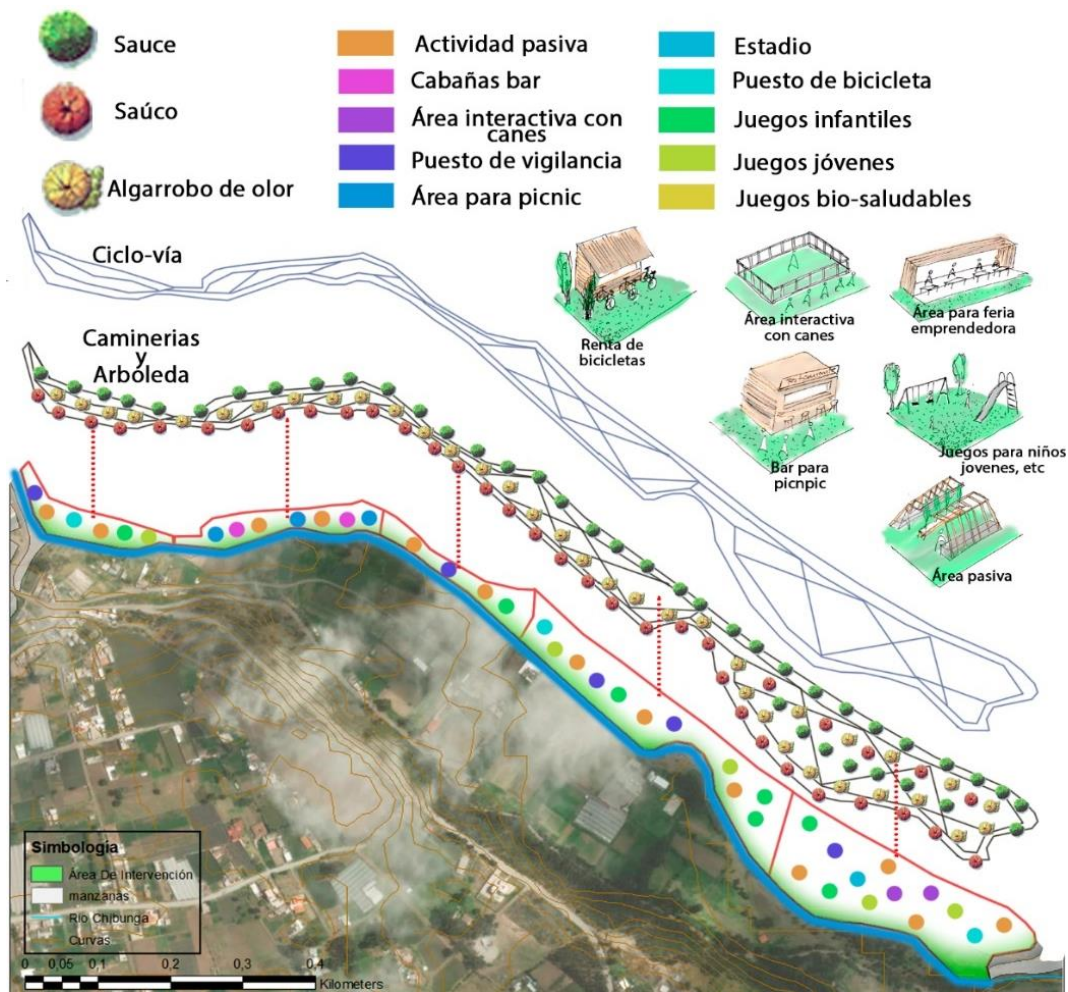 Sauce
Saúco
Algarrobo de olor
Actividad pasiva
Cabañas bar
Área interactiva con
canes
Puesto de vigilancia
Área para picnic
Estadio
Puesto de bicicleta
Juegos infantiles
Juegos jóvenes
Juegos bio-saludables
Ciclo-vía
Renta de
bicicletas
Área interactiva
con canes
Área para feria
emprendedora
Caminerias
y
Arboleda
Bar para
picnpic
Juegos para niños
jovenes, etc
Área pasiva
Simbología
Área De Intervención
manzanas
Río Chibunga
Curvas
0 0,05 0,1 0,2 0,3 0,4
Kilometers